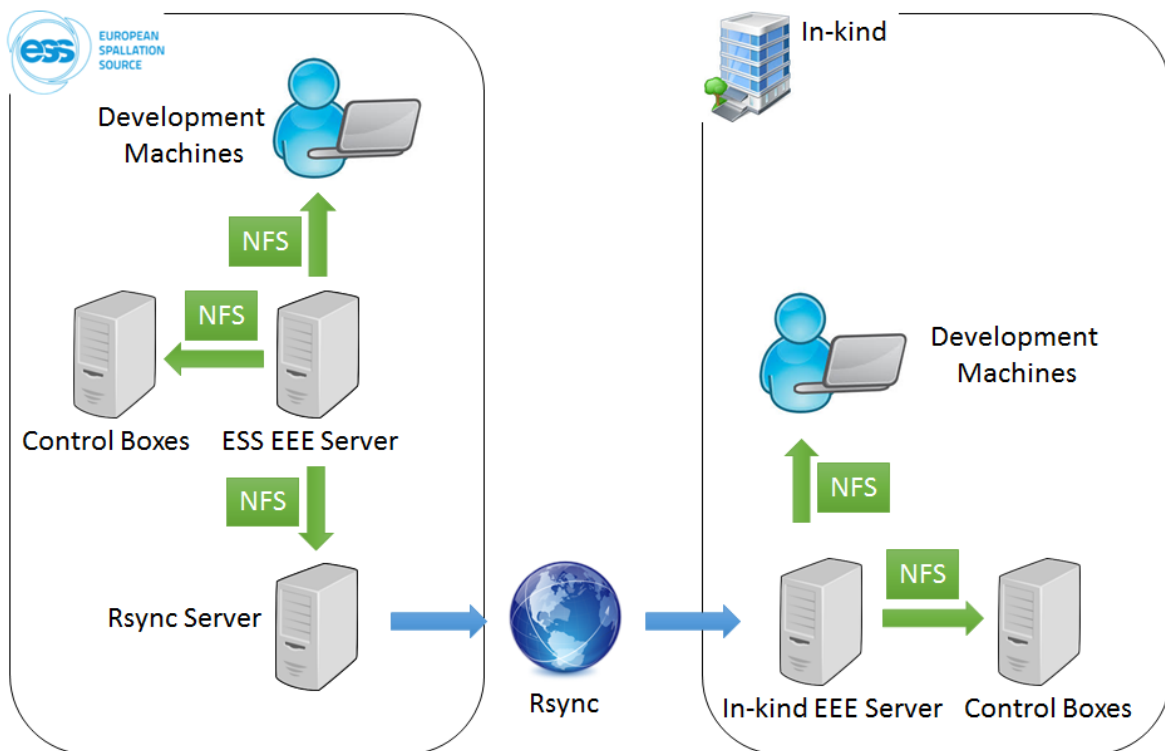 ess
EUROPEAN
SPALLATION
SOURCE
In-kind
Development
Machines
NFS
NFS
Control Boxes
ESS EEE Server
NFS
Rsync Server
Rsync
Development
Machines
NFS
NFS
In-kind EEE Server
Control Boxes